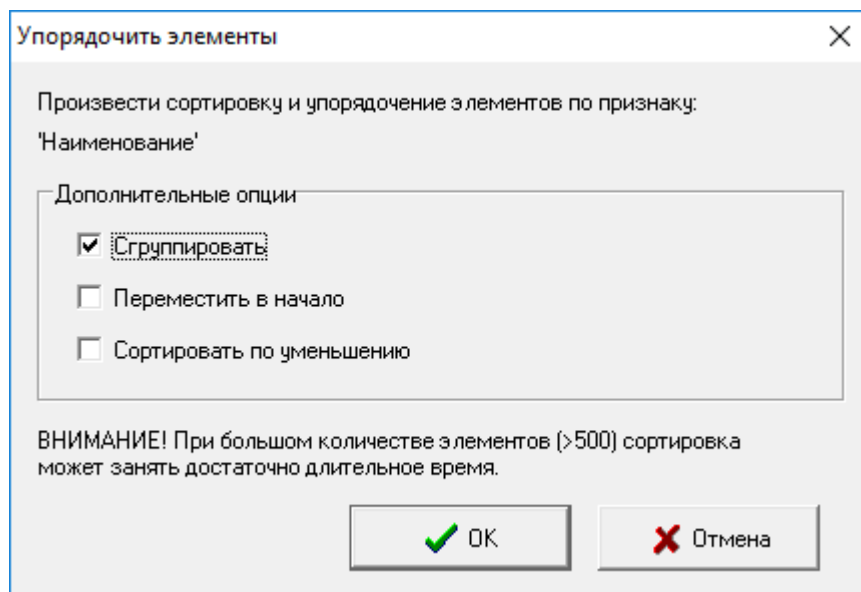 Упорядочить элементы
Произвести сортировку и упорядочение элементов по признаку:
'Наименование'
Дополнительные опции
Сгруппировать
Переместить в начало
Сортировать по уменьшению
ВНИМАНИЕ! При большом количестве элементов (>500) сортировка
может занять достаточно длительное время.
OK
Отмена